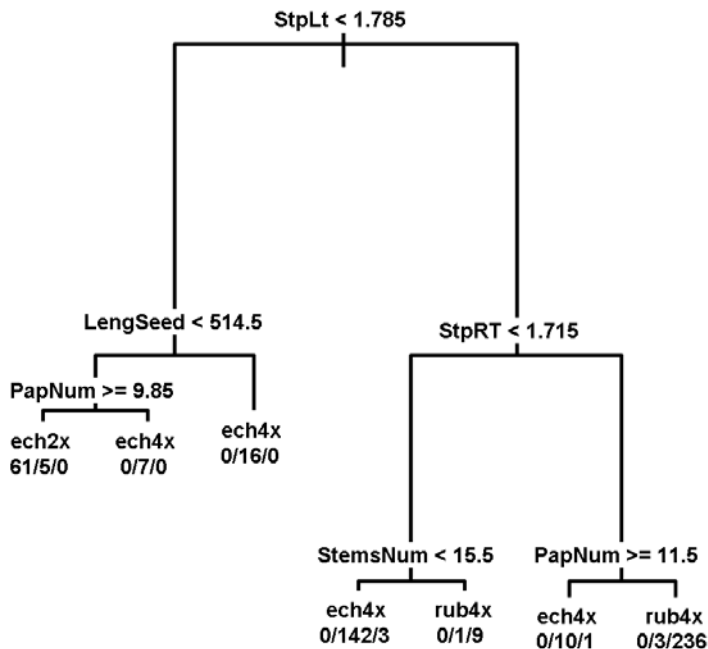 StpLt < 1.785
LengSeed < 514.5
StpRT < 1.715
PapNum >= 9.85
ech2x
61/5/0
ech4x
0/7/0
ech4x
0/16/0
StemsNum < 15.5
PapNum >= 11.5
ech4x
0/142/3
rub4x
0/1/9
ech4x
0/10/1
rub4x
0/3/236